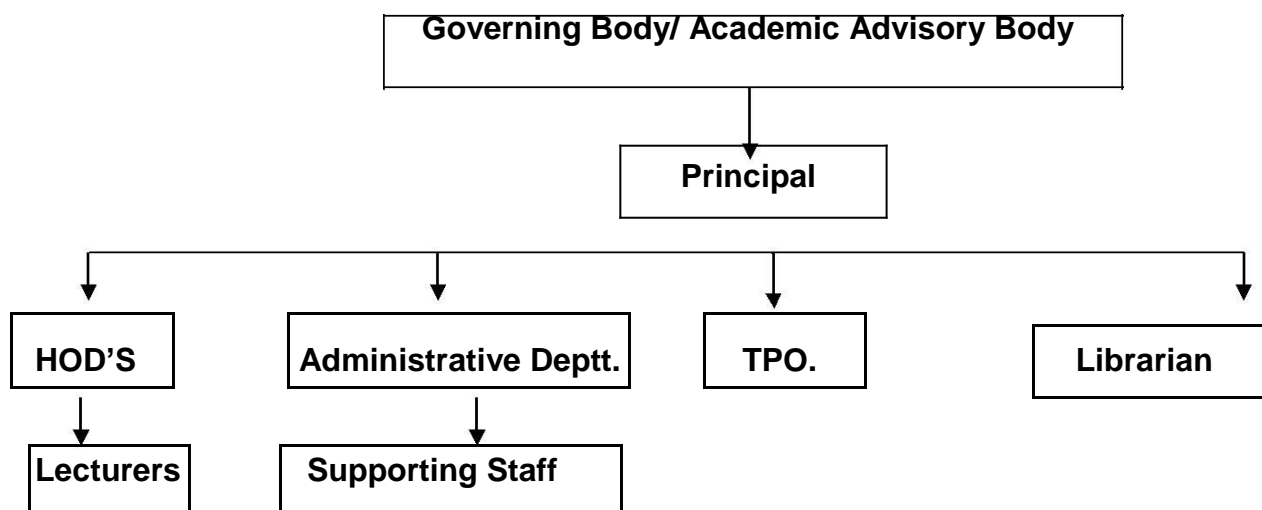 Governing Body/ Academic Advisory Body
Principal
HOD’S
Administrative Deptt.
TPO.
Librarian
Lecturers
Supporting Staff